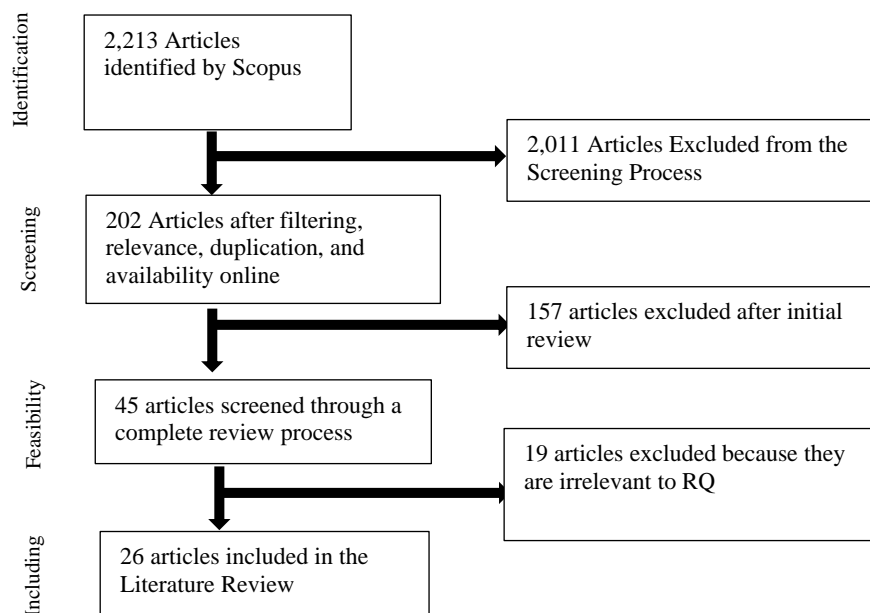 Identification
2,213 Articles
identified by Scopus
2,011 Articles Excluded from the
Screening Process
Screening
202 Articles after filtering,
relevance, duplication, and
availability online
157 articles excluded after initial
review
Feasibility
45 articles screened through a
complete review process
19 articles excluded because they
are irrelevant to RQ
Including
26 articles included in the
Literature Review